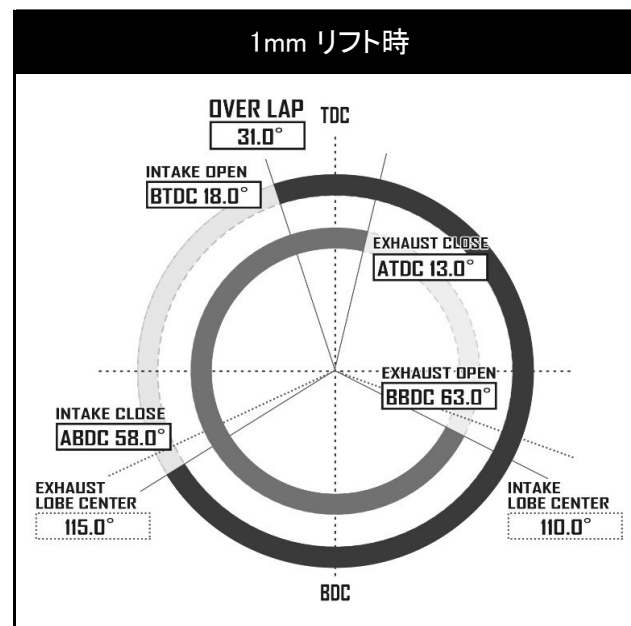 1mm リフト時
OVER LAP
31.0°
TDC
INTAKE OPEN
BTDC 18.0°
EXHAUST CLOSE
ATDC 13.0°
EXHAUST OPEN
BBDC 63.0°
INTAKE CLOSE
ABDC 58.0°
EXHAUST
LOBE CENTER
115.0°
INTAKE
LOBE CENTER
110.0°
BDC